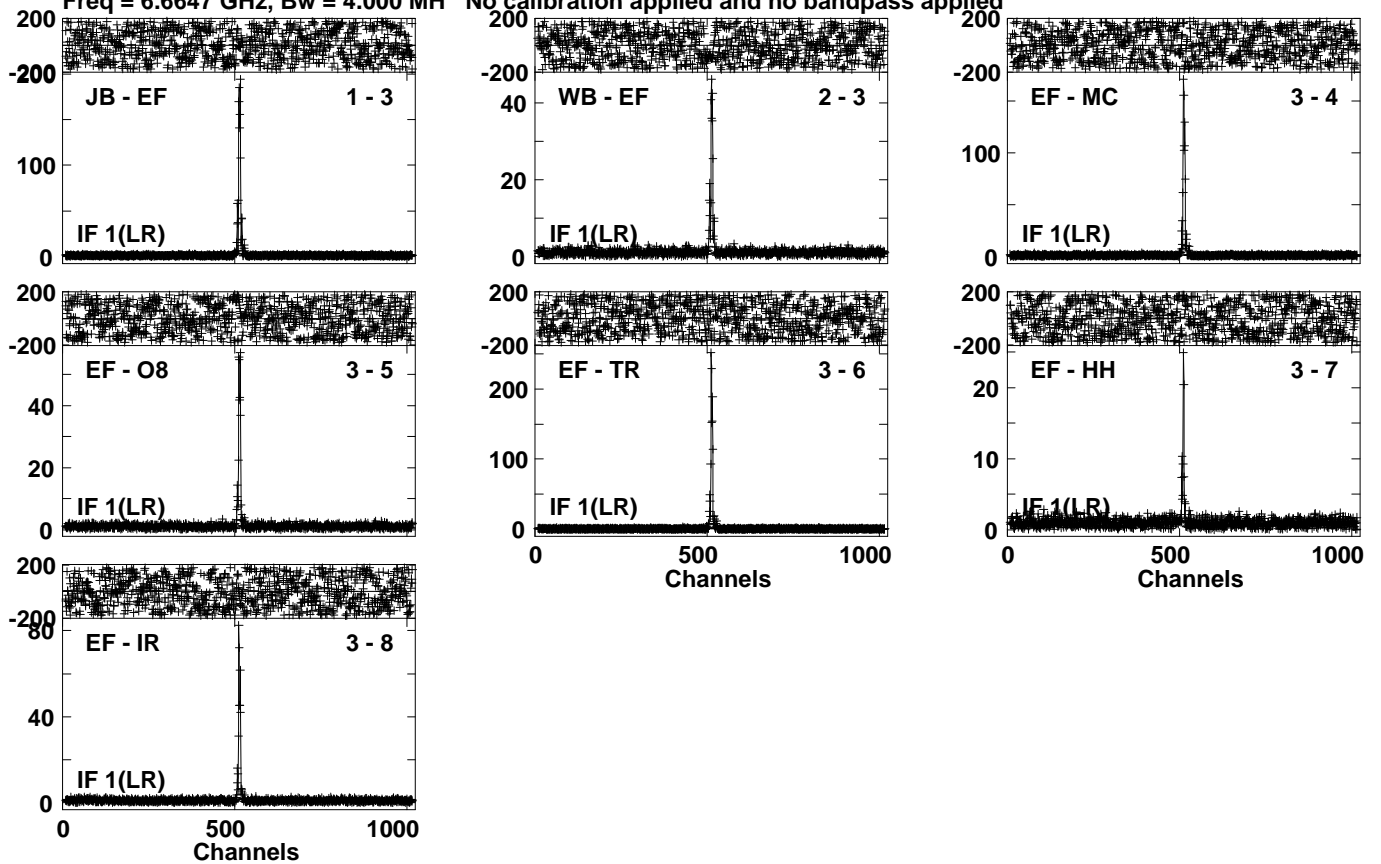 Freq = 6.6647 GHz, Bw = 4.000 MH No calibration applied and no bandpass applied
200
-200
JB - EF 1 - 3
100
IF 1(LR)
0
200
-200
WB - EF 2 - 3
40
20
IF 1(LR)
0
200
-200
EF - MC 3 - 4
100
IF 1(LR)
0
200
-200
EF - O8 3 - 5
40
20
IF 1(LR)
0
200
-200
EF - TR 3 - 6
200
100
IF 1(LR)
0
0 500 1000
Channels
200
-200
EF - HH 3 - 7
20
10
IF 1(LR)
0
0 500 1000
Channels
200
-200
80
EF - IR 3 - 8
40
IF 1(LR)
0
0 500 1000
Channels